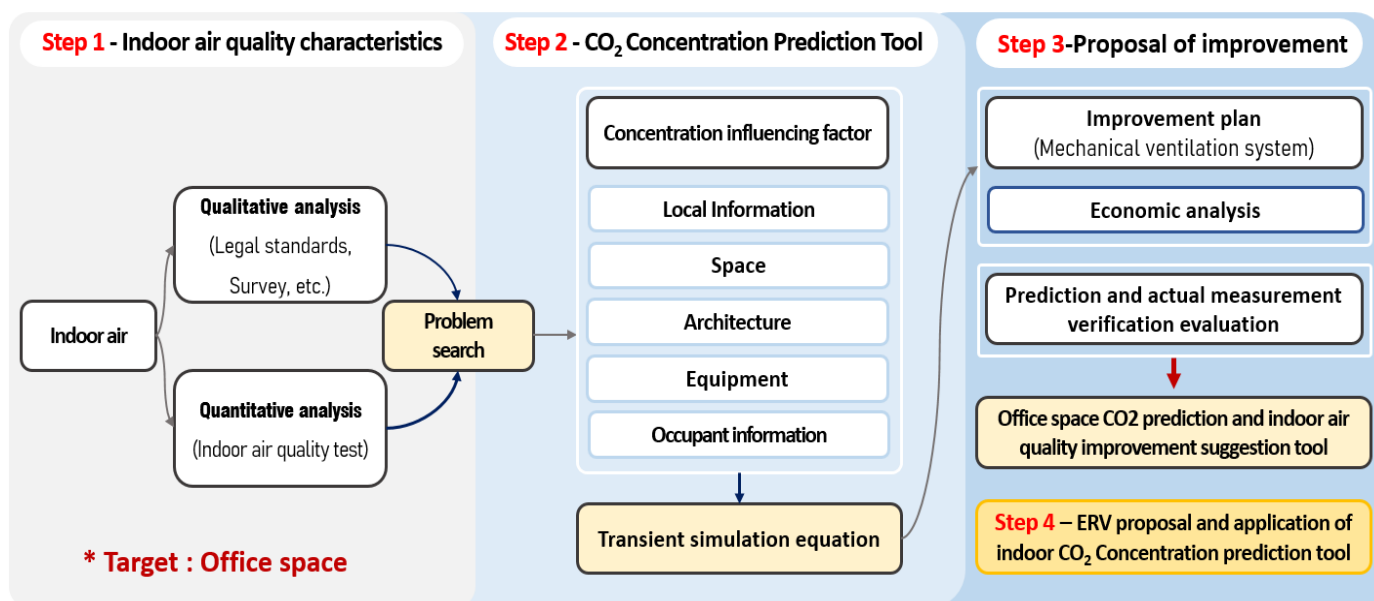 Step 1 - Indoor air quality characteristics
Indoor air
Qualitative analysis
(Legal standards,
Survey, etc.)
Quantitative analysis
(Indoor air quality test)
Problem
search
* Target : Office space
Step 2 - CO₂ Concentration Prediction Tool
Concentration influencing factor
Local Information
Space
Architecture
Equipment
Occupant information
Transient simulation equation
Step 3-Proposal of improvement
Improvement plan
(Mechanical ventilation system)
Economic analysis
Prediction and actual measurement
verification evaluation
Office space CO2 prediction and indoor air
quality improvement suggestion tool
Step 4 – ERV proposal and application of
indoor CO₂ Concentration prediction tool